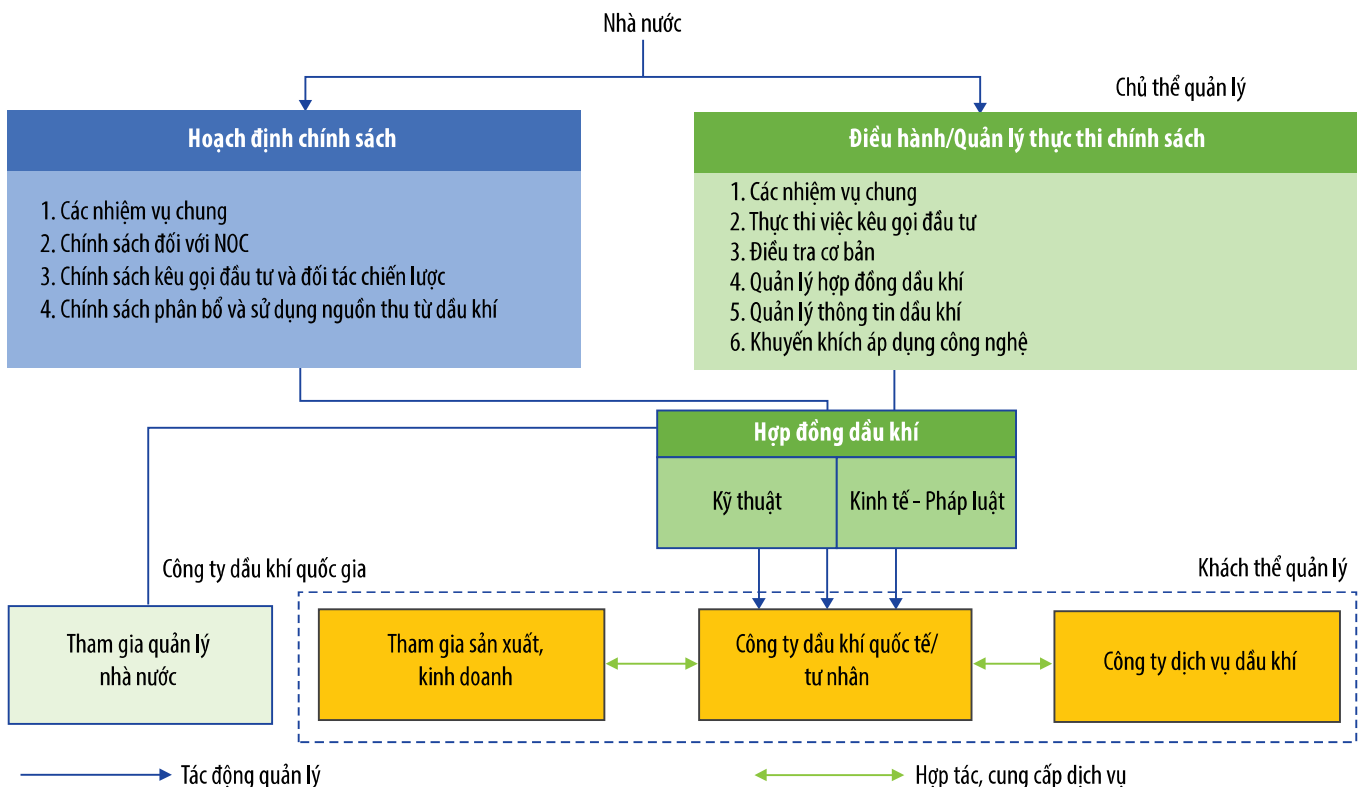 Nhà nước
Chủ thể quản lý
Hoạch định chính sách
1. Các nhiệm vụ chung
2. Chính sách đối với NOC
3. Chính sách kêu gọi đầu tư và đối tác chiến lược
4. Chính sách phân bổ và sử dụng nguồn thu từ dầu khí
Điều hành/Quản lý thực thi chính sách
1. Các nhiệm vụ chung
2. Thực thi việc kêu gọi đầu tư
3. Điều tra cơ bản
4. Quản lý hợp đồng dầu khí
5. Quản lý thông tin dầu khí
6. Khuyến khích áp dụng công nghệ
Hợp đồng dầu khí
Kỹ thuật
Kinh tế – Pháp luật
Công ty dầu khí quốc gia
Khách thể quản lý
Tham gia quản lý
nhà nước
Tham gia sản xuất,
kinh doanh
Công ty dầu khí quốc tế/
tư nhân
Công ty dịch vụ dầu khí
Tác động quản lý
Hợp tác, cung cấp dịch vụ